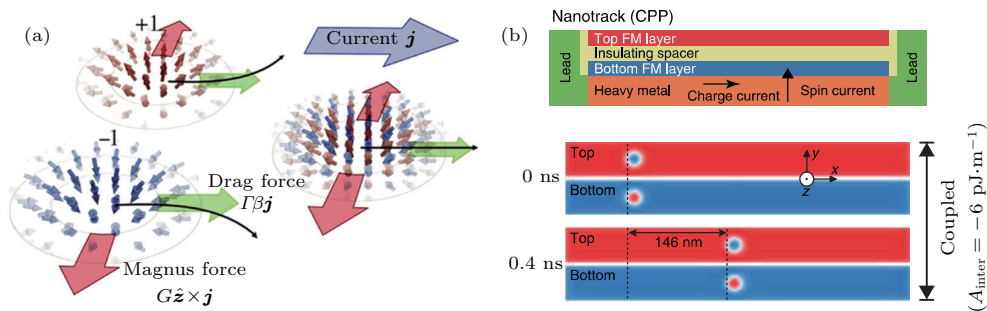 (a)
+1
Current j
−1
Drag force
Γβj
Magnus force
Gẑ×j
(b)
Nanotrack (CPP)
Top FM layer
Insulating spacer
Bottom FM layer
Heavy metal
Charge current
Spin current
Lead
Lead
0 ns
Top
Bottom
y
x
z
0.4 ns
Top
146 nm
Bottom
Coupled
(A_inter = −6 pJ·m⁻¹)